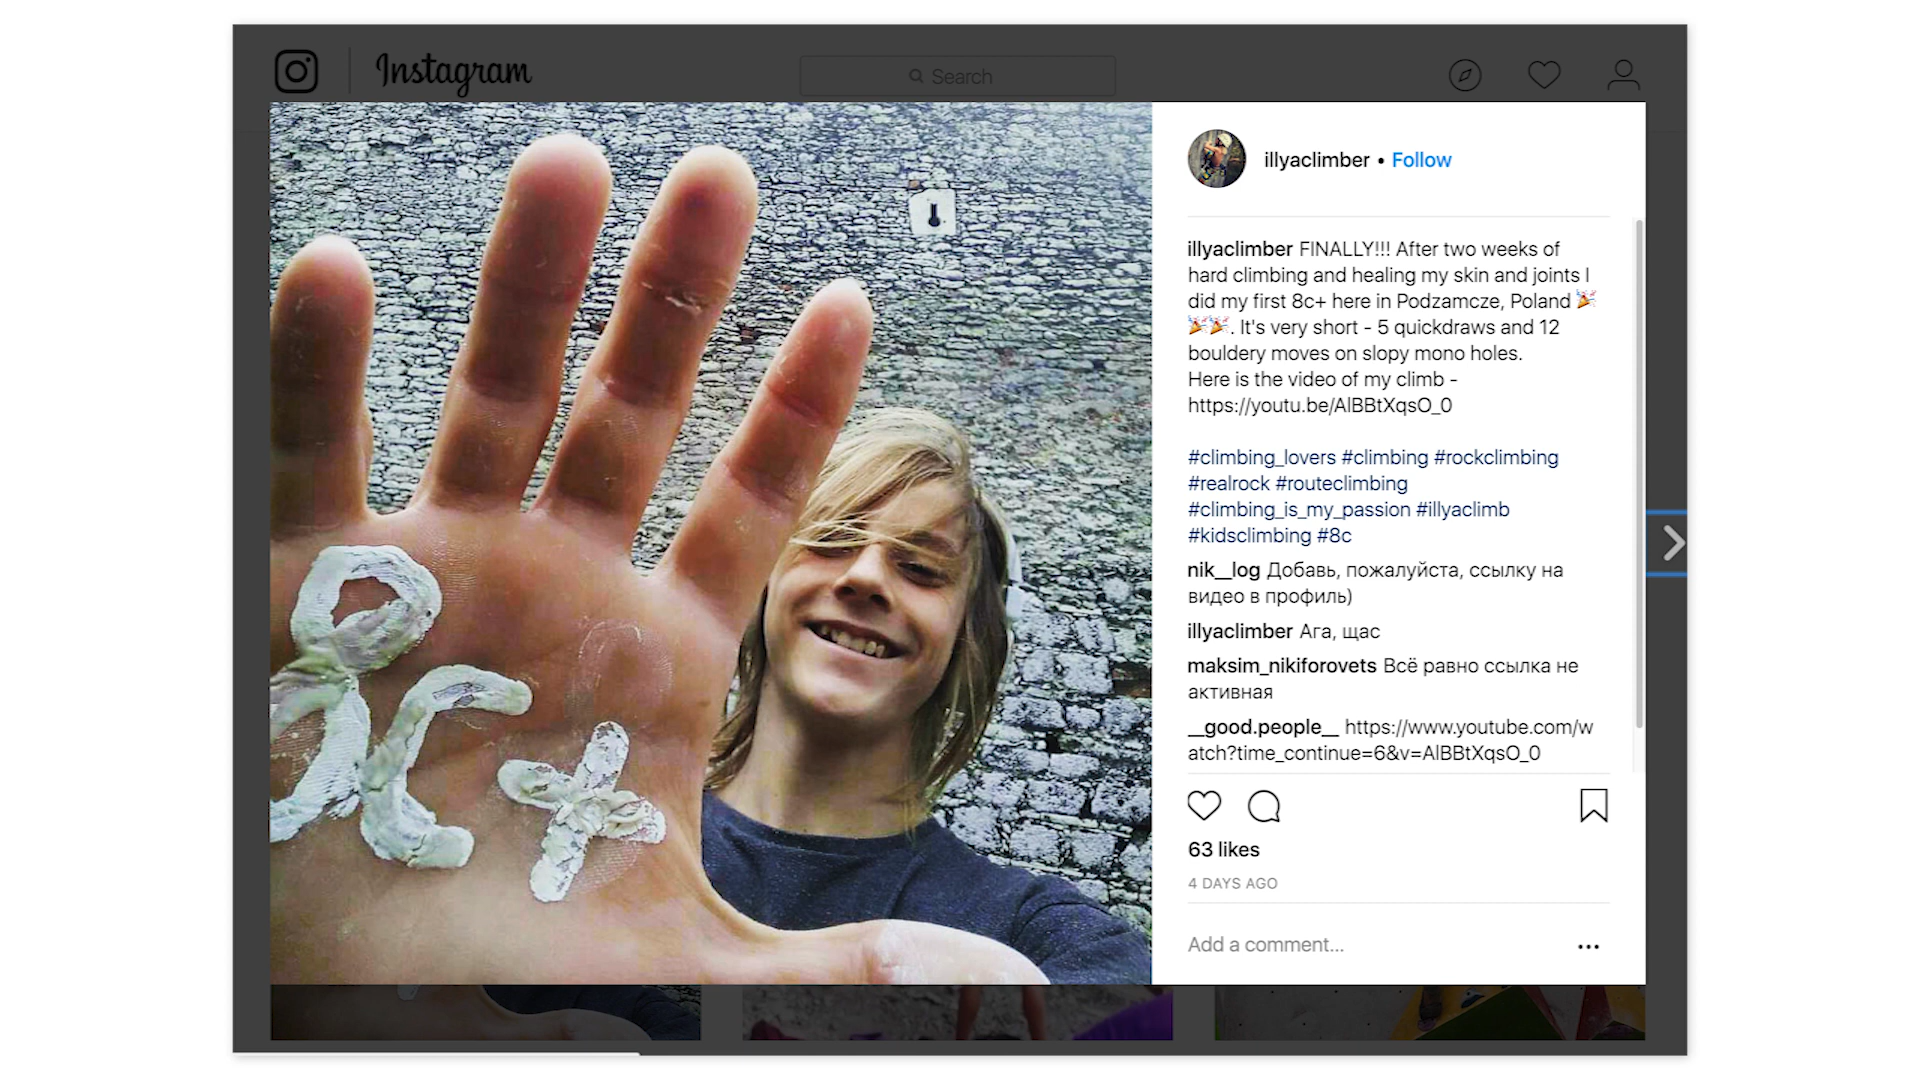 Instagram
Search
8c+
illyaclimber • Follow
illyaclimber FINALLY!!! After two weeks of
hard climbing and healing my skin and joints I
did my first 8c+ here in Podzamcze, Poland 🎉
🎉🎉. It's very short - 5 quickdraws and 12
bouldery moves on slopy mono holes.
Here is the video of my climb -
https://youtu.be/AlBBtXqsO_0
#climbing_lovers #climbing #rockclimbing
#realrock #routeclimbing
#climbing_is_my_passion #illyaclimb
#kidsclimbing #8c
nik__log Добавь, пожалуйста, ссылку на
видео в профиль)
illyaclimber Ага, щас
maksim_nikiforovets Всё равно ссылка не
активная
__good.people__ https://www.youtube.com/w
atch?time_continue=6&v=AlBBtXqsO_0
63 likes
4 DAYS AGO
Add a comment...